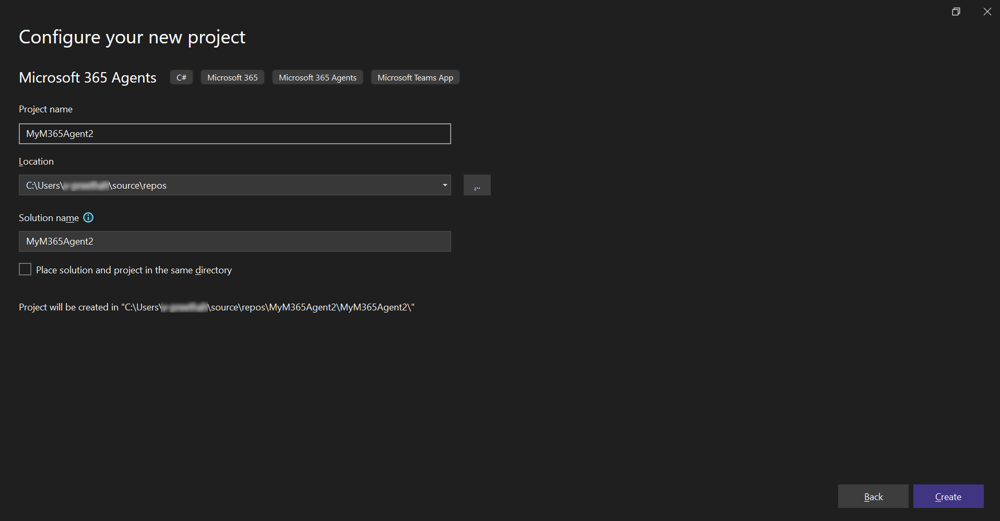 Configure your new project
Microsoft 365 Agents C# Microsoft 365 Microsoft 365 Agents Microsoft Teams App
Project name
MyM365Agent2
Location
C:\Users\ \source\repos
...
Solution name
MyM365Agent2
Place solution and project in the same directory
Project will be created in "C:\Users\ \source\repos\MyM365Agent2\MyM365Agent2\"
Back Create